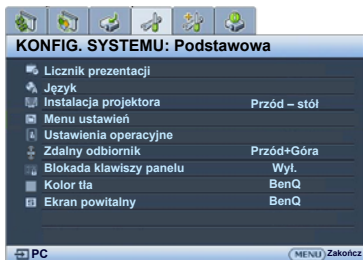 KONFIG. SYSTEMU: Podstawowa
Licznik prezentacji
Język
Instalacja projektora Przód – stół
Menu ustawień
Ustawienia operacyjne
Zdalny odbiornik Przód+Góra
Blokada klawiszy panelu Wył.
Kolor tła BenQ
Ekran powitalny BenQ
PC MENU Zakończ